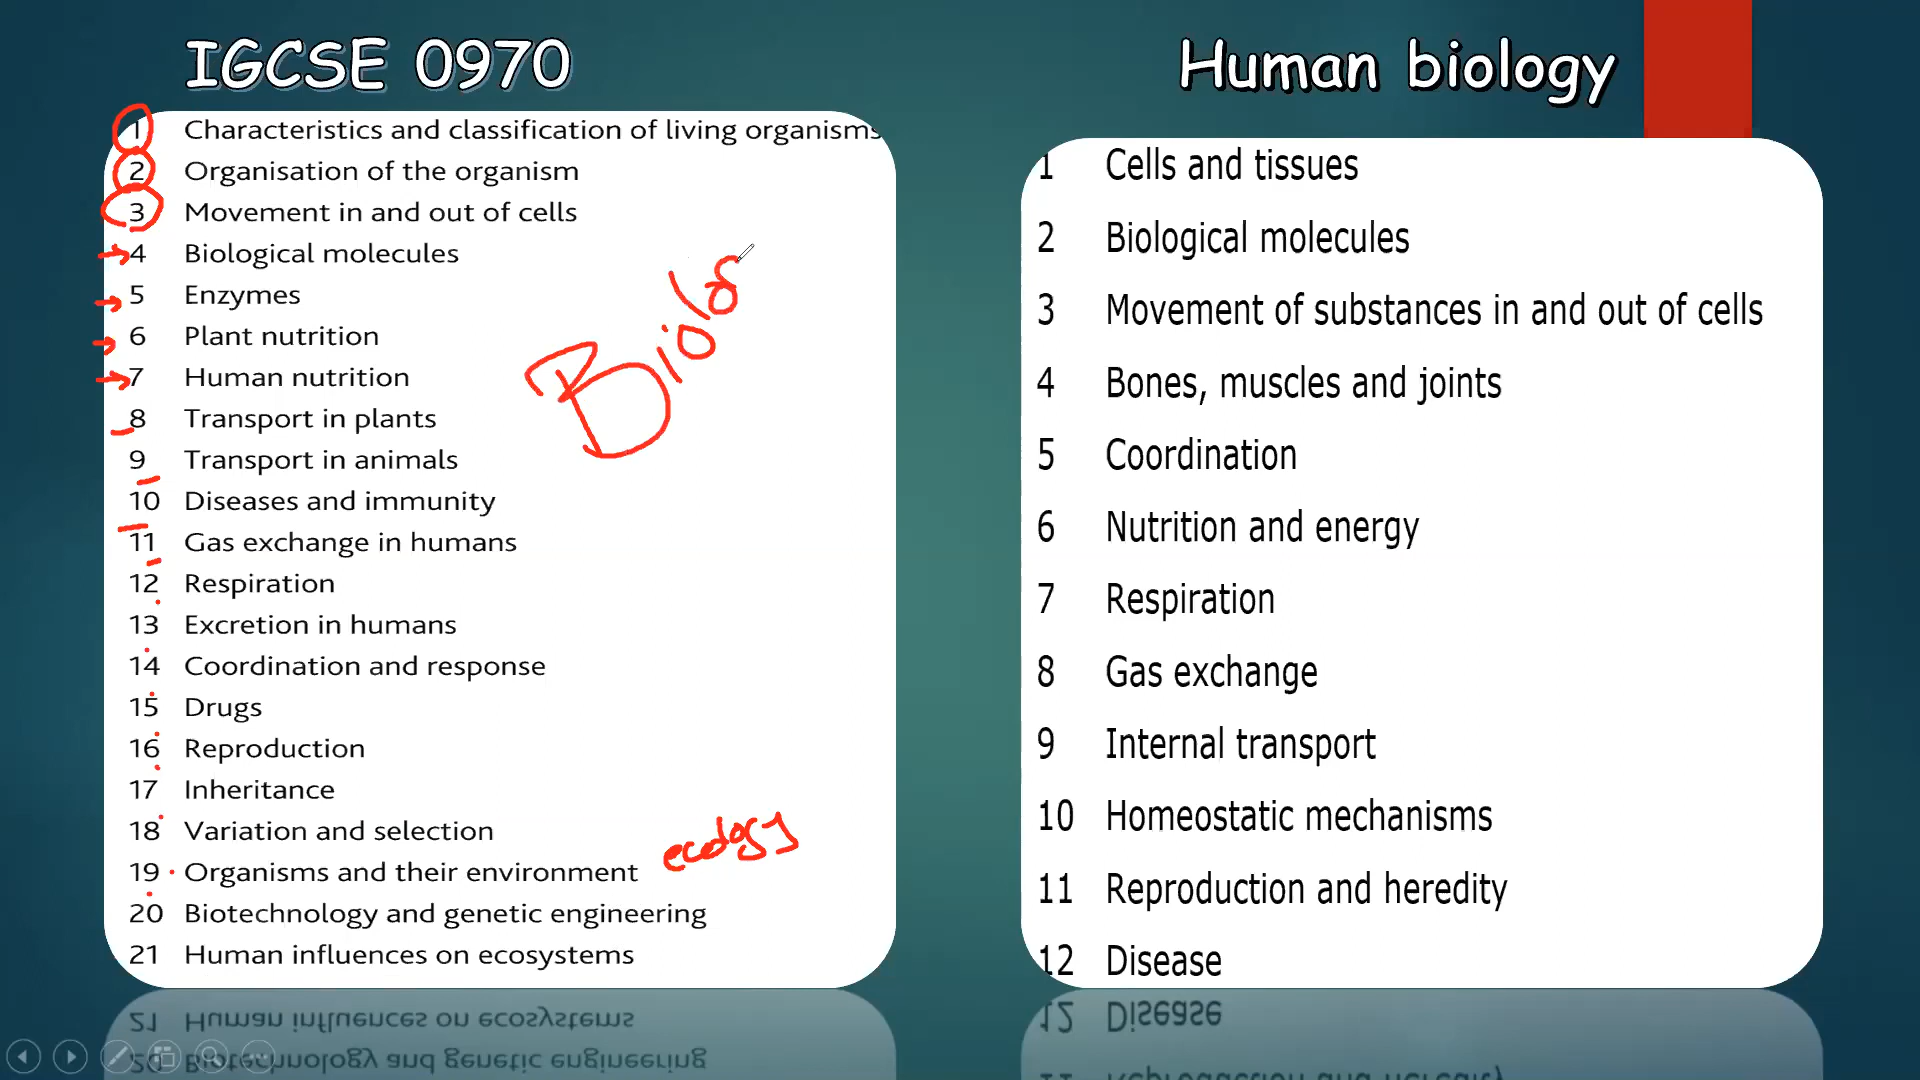 IGCSE 0970
1 Characteristics and classification of living organisms
2 Organisation of the organism
3 Movement in and out of cells
4 Biological molecules
5 Enzymes
6 Plant nutrition
7 Human nutrition
8 Transport in plants
9 Transport in animals
10 Diseases and immunity
11 Gas exchange in humans
12 Respiration
13 Excretion in humans
14 Coordination and response
15 Drugs
16 Reproduction
17 Inheritance
18 Variation and selection
19 Organisms and their environment
20 Biotechnology and genetic engineering
21 Human influences on ecosystems
ecology
Human biology
1 Cells and tissues
2 Biological molecules
3 Movement of substances in and out of cells
4 Bones, muscles and joints
5 Coordination
6 Nutrition and energy
7 Respiration
8 Gas exchange
9 Internal transport
10 Homeostatic mechanisms
11 Reproduction and heredity
12 Disease